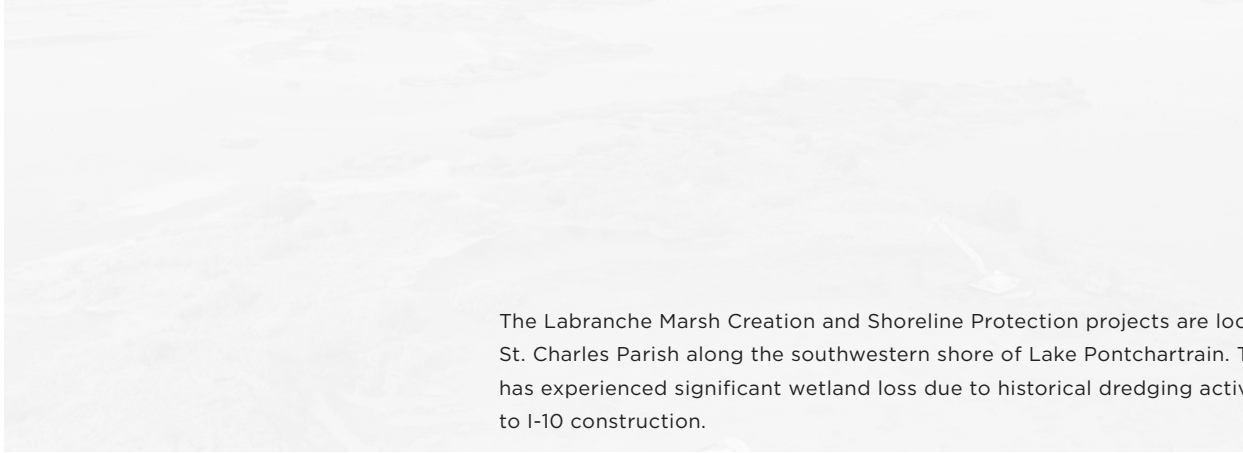 The Labranche Marsh Creation and Shoreline Protection projects are
St. Charles Parish along the southwestern shore of Lake Pontchartrain.
has experienced significant wetland loss due to historical dredging
to I-10 construction.